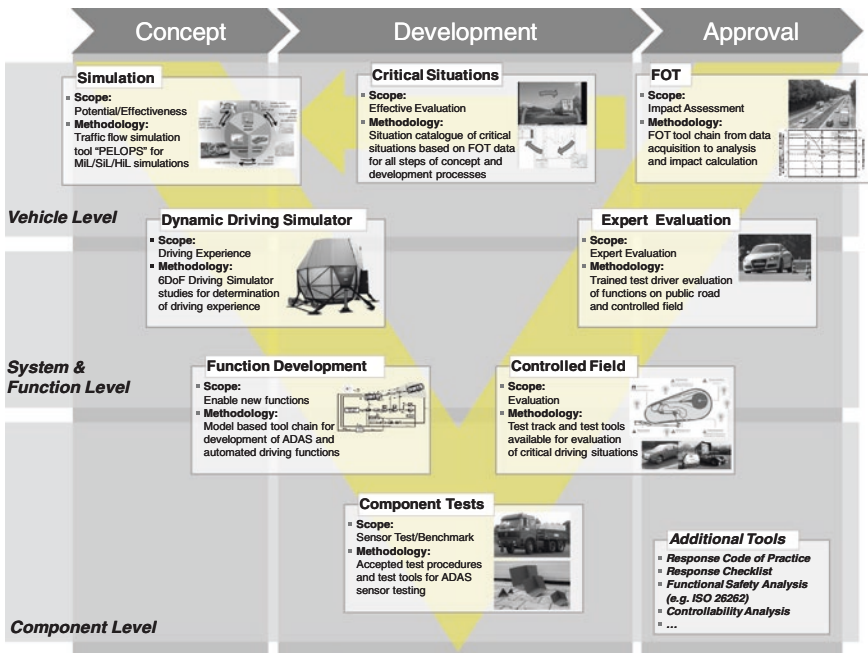 Concept
Development
Approval
Simulation
Scope:
Potential/Effectiveness
Methodology:
Traffic flow simulation
tool “PELOPS” for
MiL/SiL/HiL simulations
Critical Situations
Scope:
Effective Evaluation
Methodology:
Situation catalogue of critical
situations based on FOT data
for all steps of concept and
development processes
FOT
Scope:
Impact Assessment
Methodology:
FOT tool chain from data
acquisition to analysis
and impact calculation
Vehicle Level
Dynamic Driving Simulator
Scope:
Driving Experience
Methodology:
6DoF Driving Simulator
studies for determination
of driving experience
Expert Evaluation
Scope:
Expert Evaluation
Methodology:
Trained test driver evaluation
of functions on public road
and controlled field
System &
Function Level
Function Development
Scope:
Enable new functions
Methodology:
Model based tool chain for
development of ADAS and
automated driving functions
Controlled Field
Scope:
Evaluation
Methodology:
Test track and test tools
available for evaluation
of critical driving situations
Component Tests
Scope:
Sensor Test/Benchmark
Methodology:
Accepted test procedures
and test tools for ADAS
sensor testing
Additional Tools
Response Code of Practice
Response Checklist
Functional Safety Analysis
(e.g. ISO 26262)
Controllability Analysis
...
Component Level